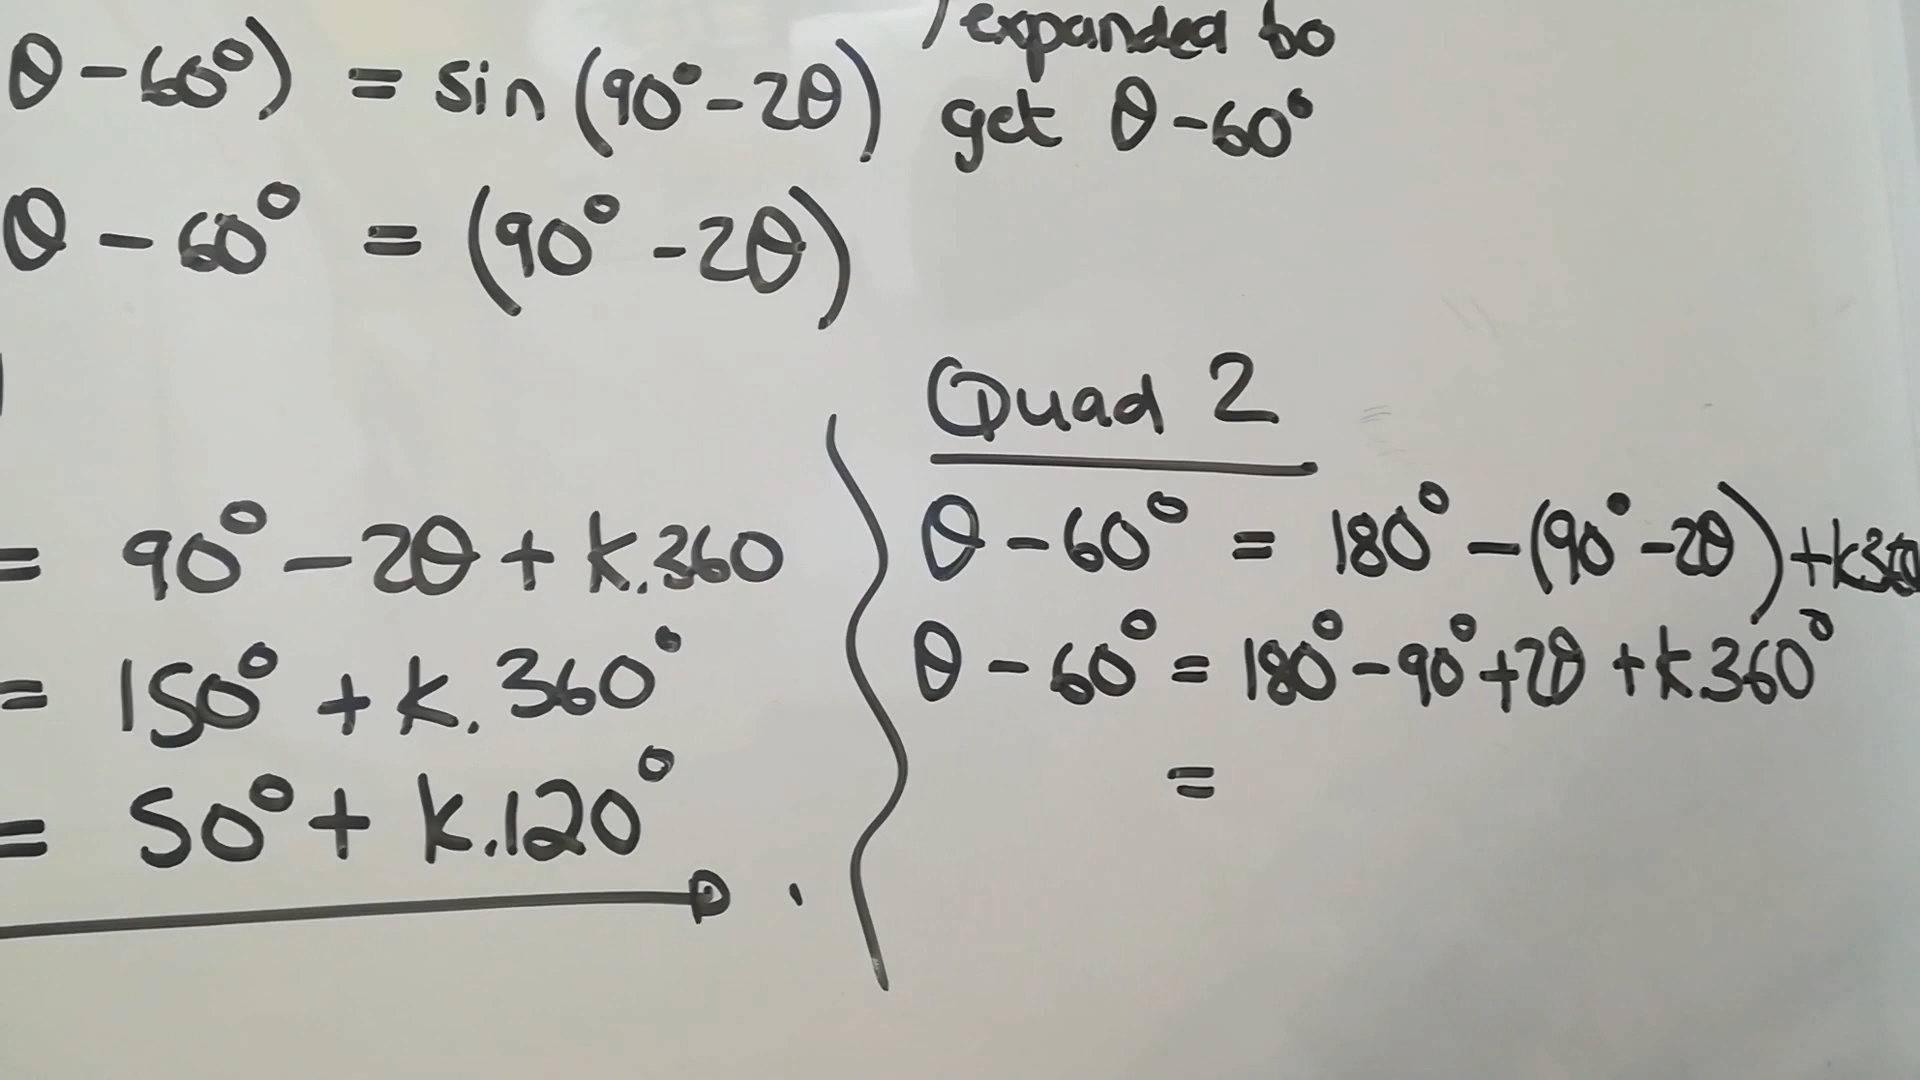 /expanded to
θ - 60°) = sin (90° - 2θ) get θ - 60°
θ - 60° = (90° - 2θ)
Quad 2
= 90° - 2θ + k.360
= 150° + k.360°
= 50° + k.120°
θ - 60° = 180° - (90° - 2θ) + k360
θ - 60° = 180° - 90° + 2θ + k.360°
=